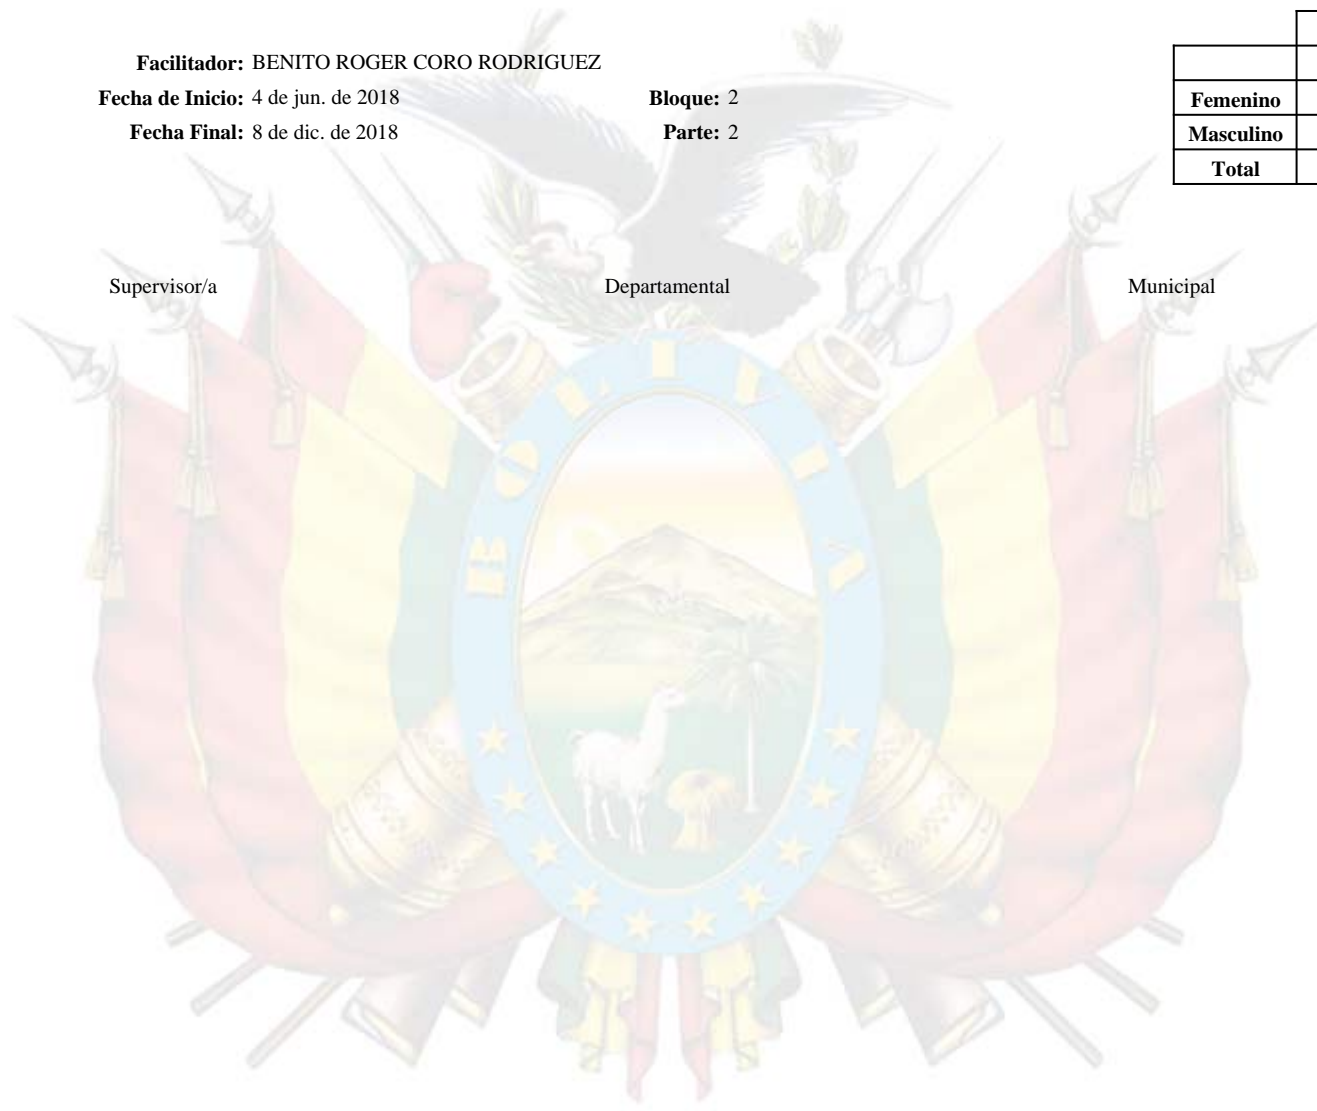 Facilitador: BENITO ROGER CORO RODRIGUEZ
Fecha de Inicio: 4 de jun. de 2018 Bloque: 2
Fecha Final: 8 de dic. de 2018 Parte: 2
Femenino
Masculino
Total
Supervisor/a Departamental Municipal
BOLIVIA